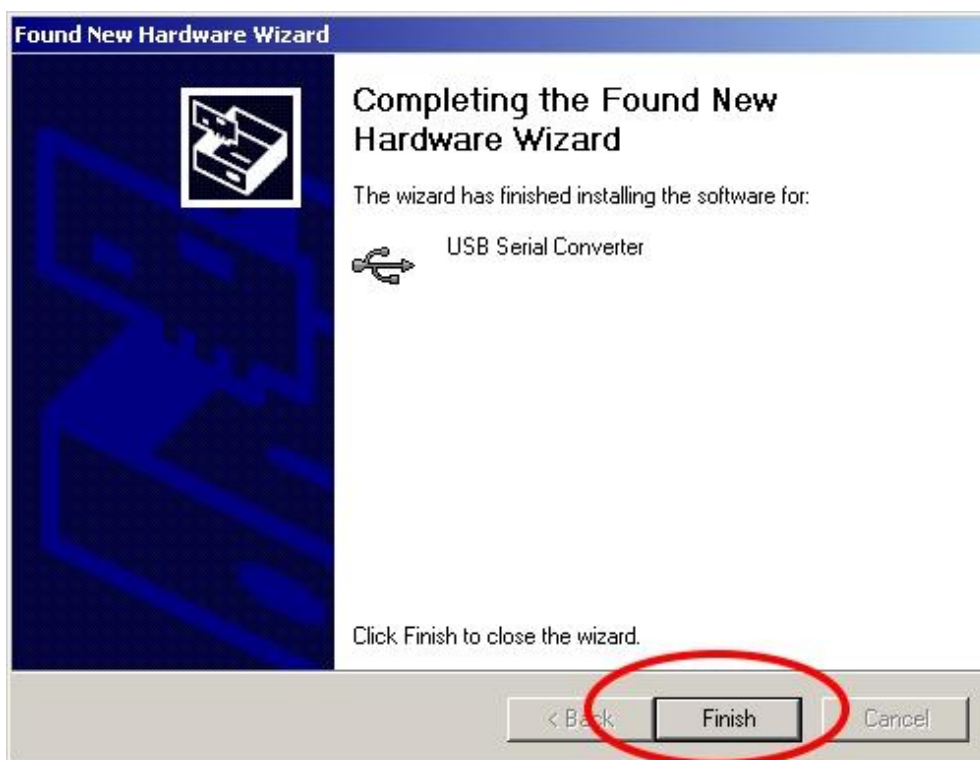 Found New Hardware Wizard
Completing the Found New
Hardware Wizard
The wizard has finished installing the software for:
USB Serial Converter
Click Finish to close the wizard.
< Back Finish Cancel